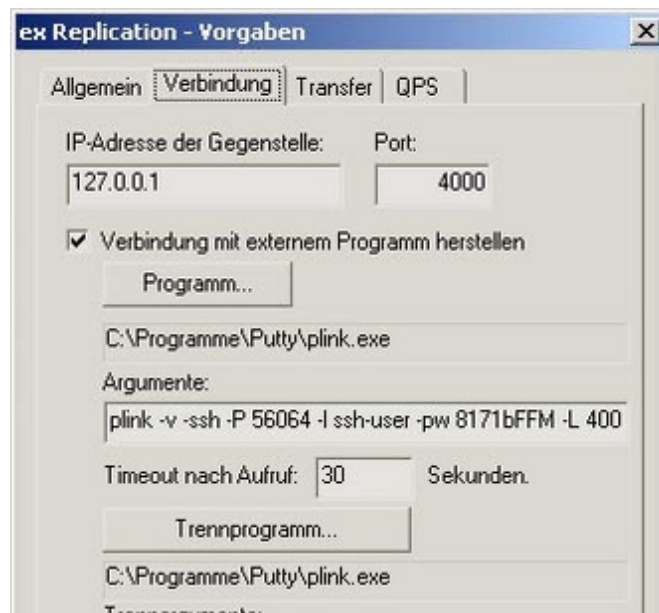 ex Replication - Vorgaben
Allgemein Verbindung Transfer QPS
IP-Adresse der Gegenstelle: Port:
127.0.0.1 4000
Verbindung mit externem Programm herstellen
Programm...
C:\Programme\Putty\plink.exe
Argumente:
plink -v -ssh -P 56064 -l ssh-user -pw 8171bFFM -L 400
Timeout nach Aufruf: 30 Sekunden.
Trennprogramm...
C:\Programme\Putty\plink.exe